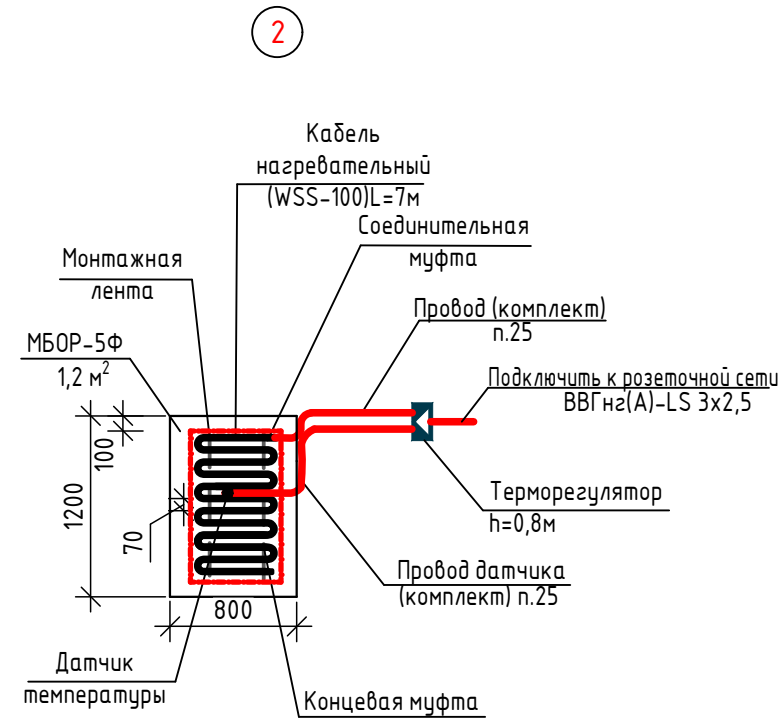 2
Кабель
нагревательный
(WSS-100)L=7м
Соединительная
муфта
Монтажная
лента
Провод (комплект)
п.25
МБОР-5Ф
1,2 м²
Подключить к розеточной сети
ВВГнг(А)-LS 3х2,5
100
1200
70
800
Терморегулятор
h=0,8м
Провод датчика
(комплект) п.25
Датчик
температуры
Концевая муфта